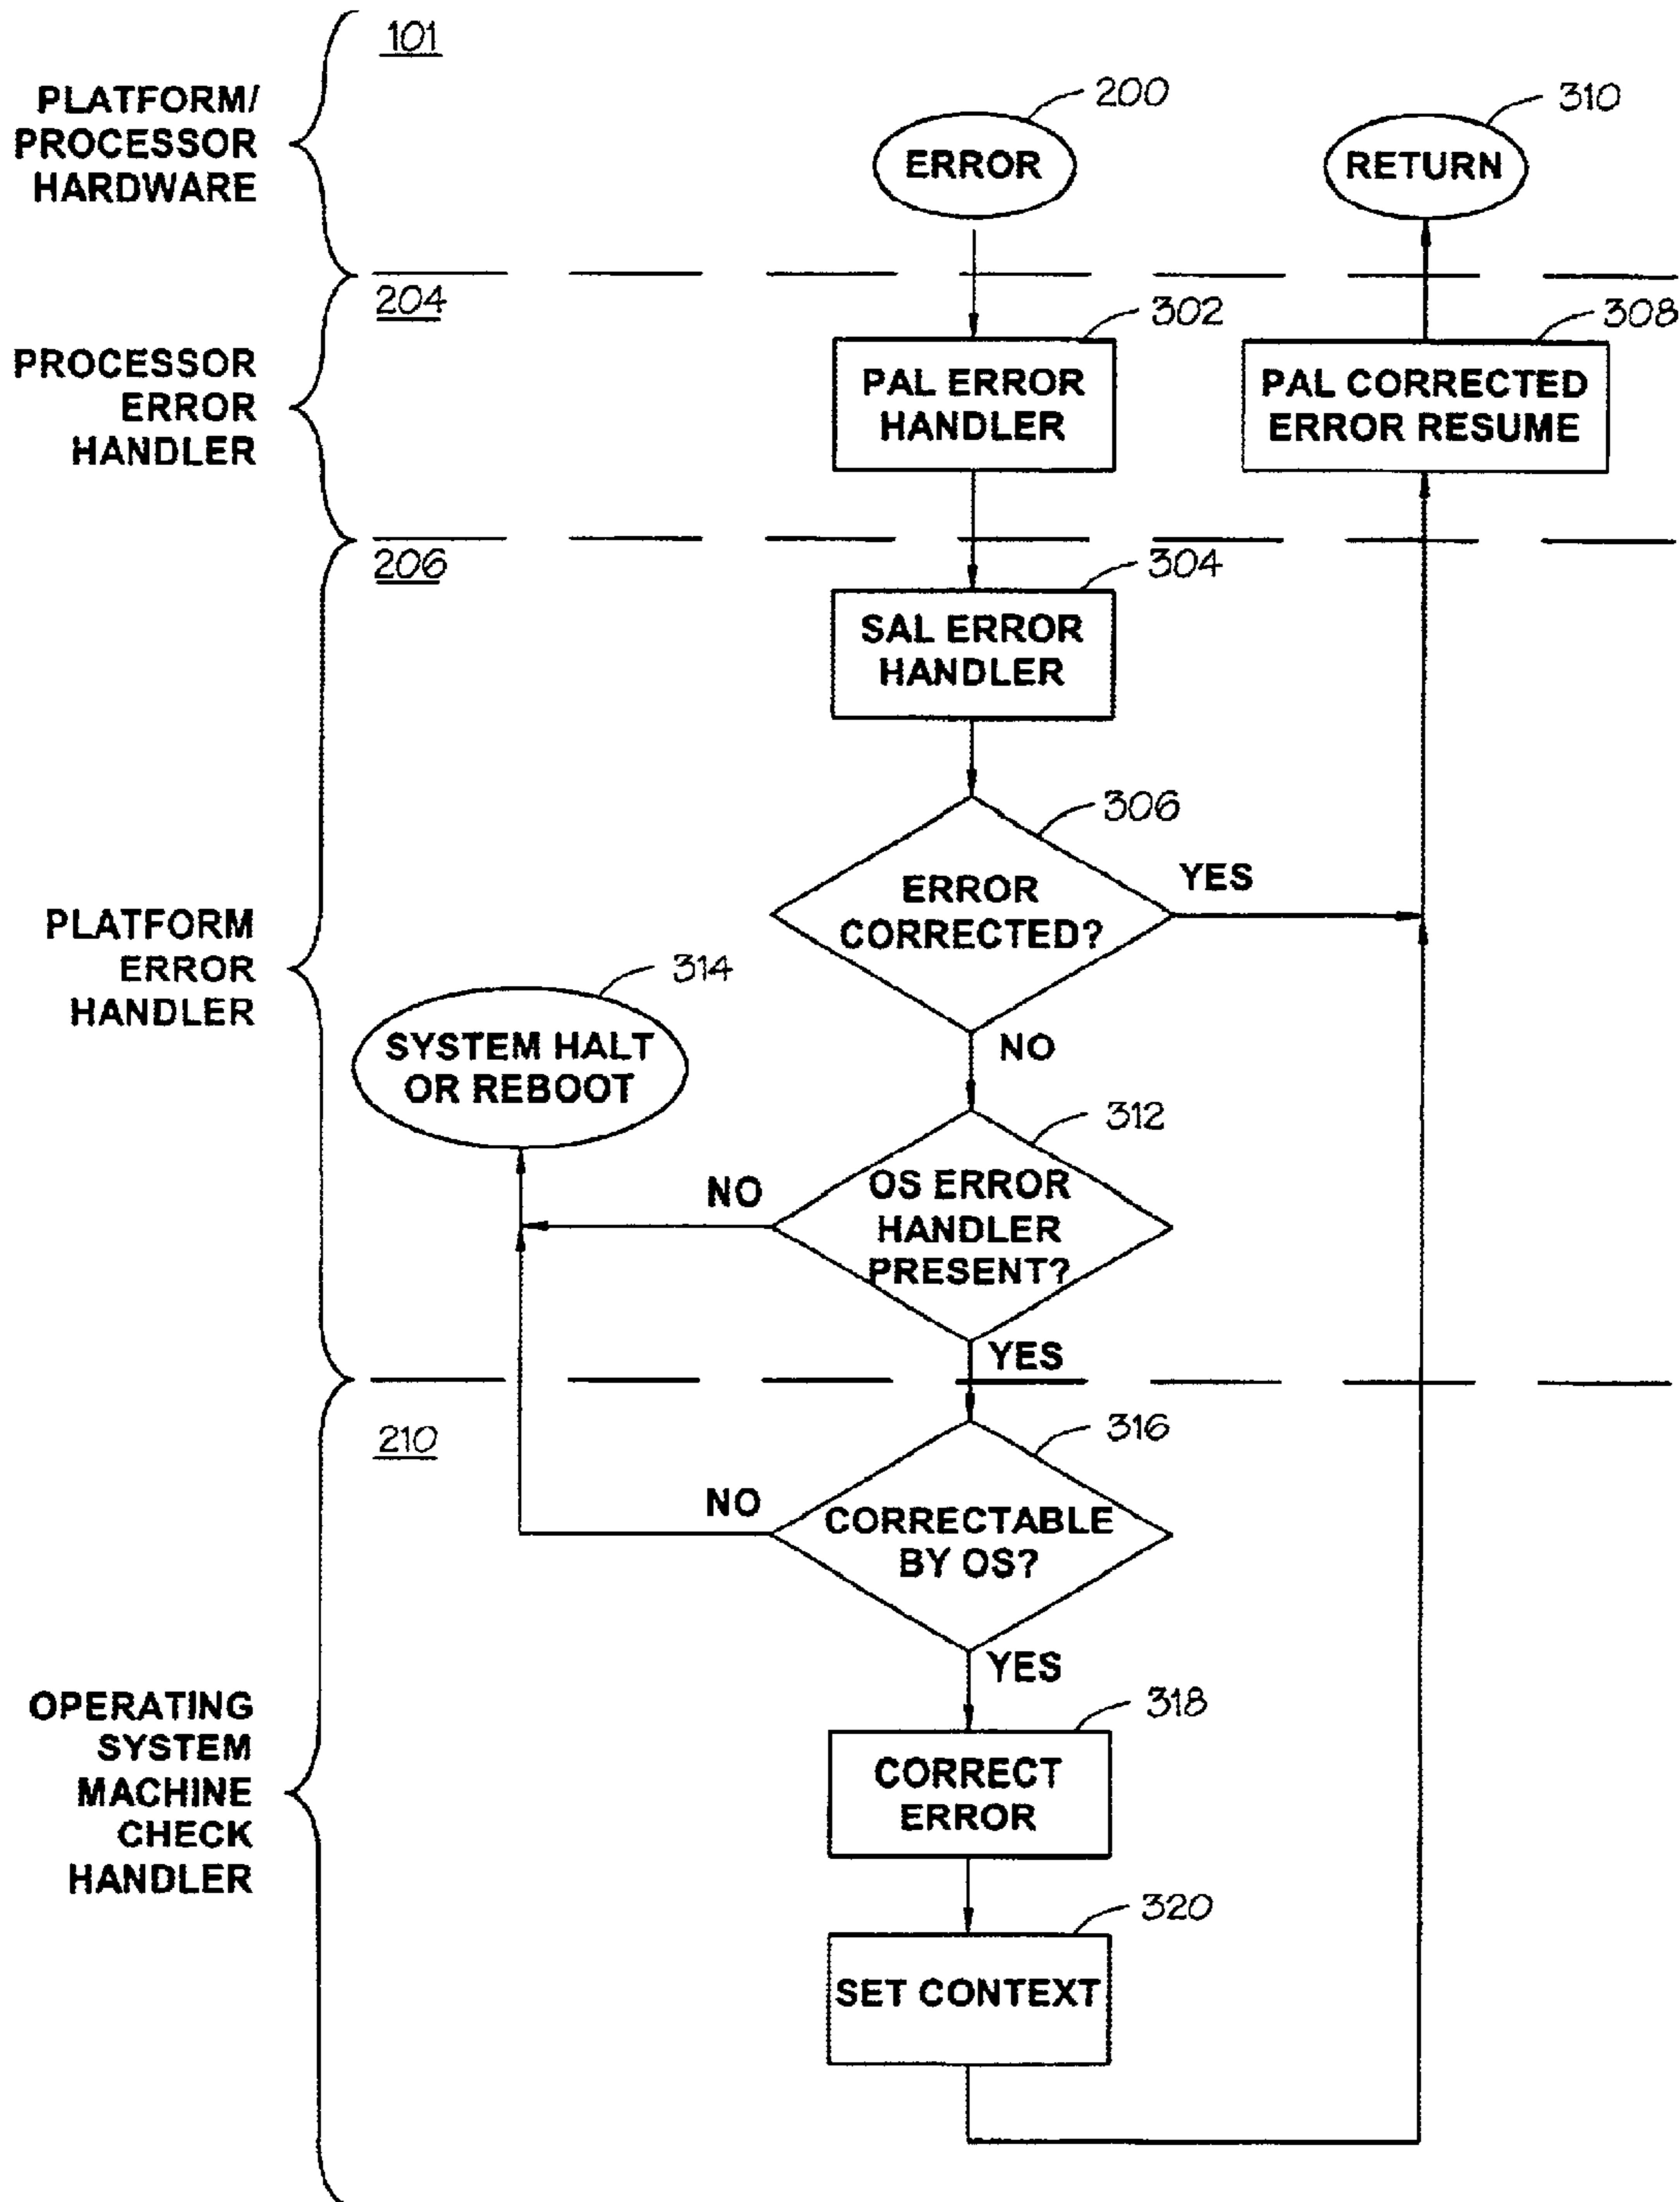 101
PLATFORM/
PROCESSOR
HARDWARE
200
ERROR
310
RETURN
204
PROCESSOR
ERROR
HANDLER
302
PAL ERROR
HANDLER
308
PAL CORRECTED
ERROR RESUME
206
304
SAL ERROR
HANDLER
306
ERROR
CORRECTED?
YES
NO
PLATFORM
ERROR
HANDLER
314
SYSTEM HALT
OR REBOOT
312
OS ERROR
HANDLER
PRESENT?
NO
YES
210
316
CORRECTABLE
BY OS?
NO
YES
OPERATING
SYSTEM
MACHINE
CHECK
HANDLER
318
CORRECT
ERROR
320
SET CONTEXT